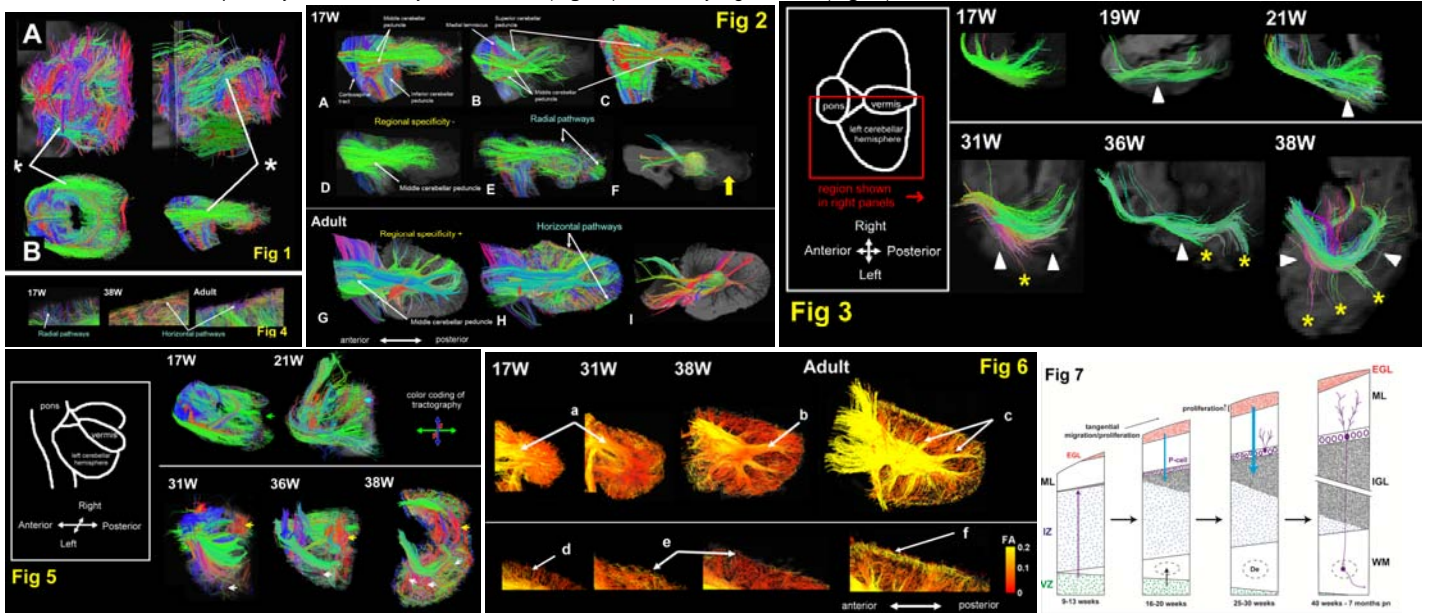 A
*
*
B
Fig 1
17W
38W
Adult
Radial pathways
Horizontal pathways
Fig 4
17W
Fig 2
Middle cerebellar peduncle
Medial lemniscus
Superior cerebellar peduncle
Corticospinal tract
Inferior cerebellar peduncle
Middle cerebellar peduncle
A
B
C
Regional specificity -
Radial pathways
Middle cerebellar peduncle
D
E
F
Adult
Regional specificity +
Horizontal pathways
Middle cerebellar peduncle
G
H
I
anterior
posterior
pons
vermis
left cerebellar
hemisphere
region shown
in right panels
Right
Anterior
Posterior
Left
Fig 3
17W
19W
21W
31W
36W
38W
*
*
*
*
*
*
pons
vermis
left cerebellar
hemisphere
Right
Anterior
Posterior
Left
Fig 5
17W
21W
color coding of
tractography
31W
36W
38W
17W
31W
38W
Adult
Fig 6
a
b
c
d
e
f
FA
0.2
0
anterior
posterior
Fig 7
EGL
ML
proliferation↑
tangential
migration/proliferation
EGL
P-cell
ML
IGL
IZ
De
WM
VZ
9-13 weeks
16-20 weeks
25-30 weeks
40 weeks - 7 months pn